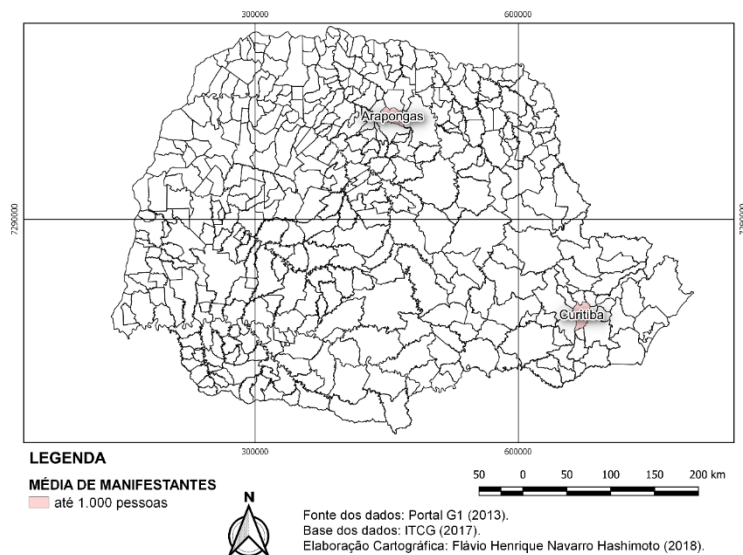 300000 600000
Arapongas
7290000 7290000
Curitiba
300000 600000
LEGENDA
MÉDIA DE MANIFESTANTES
até 1.000 pessoas
50 0 50 100 150 200 km
N
Fonte dos dados: Portal G1 (2013).
Base dos dados: ITCG (2017).
Elaboração Cartográfica: Flávio Henrique Navarro Hashimoto (2018).